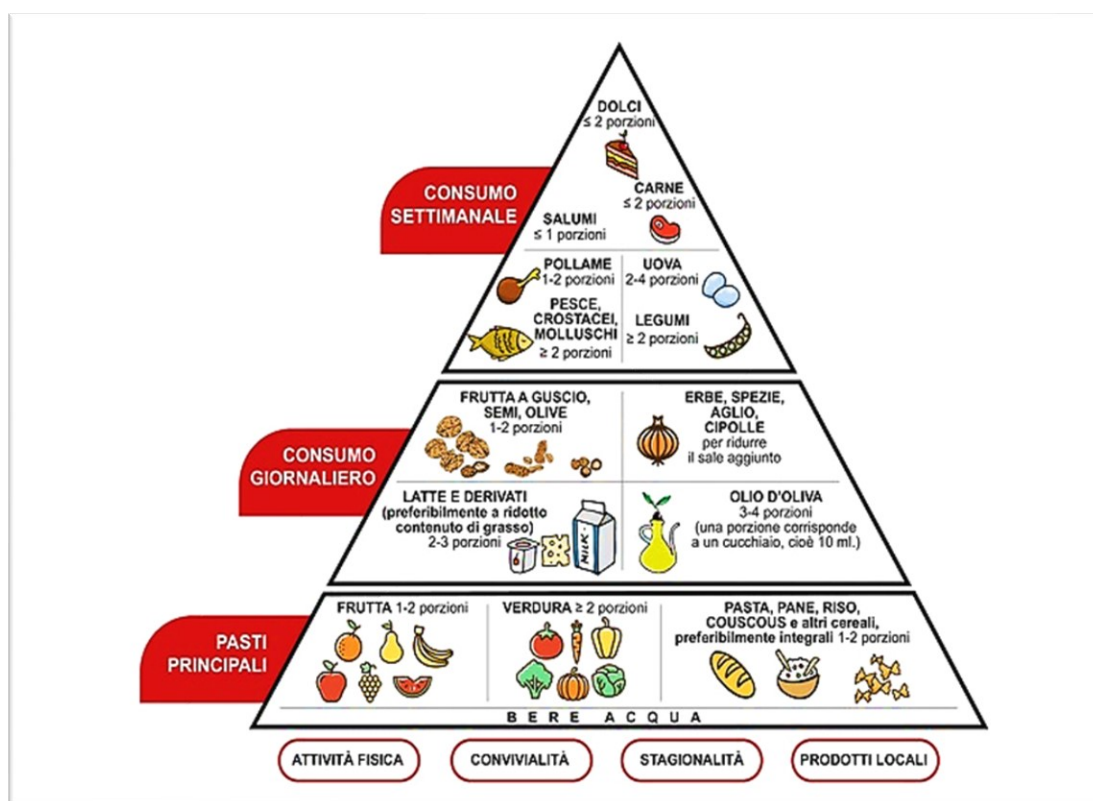 DOLCI
≤ 2 porzioni
CONSUMO
SETTIMANALE
CARNE
≤ 2 porzioni
SALUMI
≤ 1 porzioni
POLLAME
1-2 porzioni
UOVA
2-4 porzioni
PESCE,
CROSTACEI,
MOLLUSCHI
≥ 2 porzioni
LEGUMI
≥ 2 porzioni
CONSUMO
GIORNALIERO
FRUTTA A GUSCIO,
SEMI, OLIVE
1-2 porzioni
ERBE, SPEZIE,
AGLIO,
CIPOLLE
per ridurre
il sale aggiunto
LATTE E DERIVATI
(preferibilmente a ridotto
contenuto di grasso)
2-3 porzioni
MILK
OLIO D'OLIVA
3-4 porzioni
(una porzione corrisponde
a un cucchiaio, cioè 10 ml.)
PASTI
PRINCIPALI
FRUTTA 1-2 porzioni
VERDURA ≥ 2 porzioni
PASTA, PANE, RISO,
COUSCOUS e altri cereali,
preferibilmente integrali 1-2 porzioni
BERE ACQUA
ATTIVITÀ FISICA
CONVIVIALITÀ
STAGIONALITÀ
PRODOTTI LOCALI